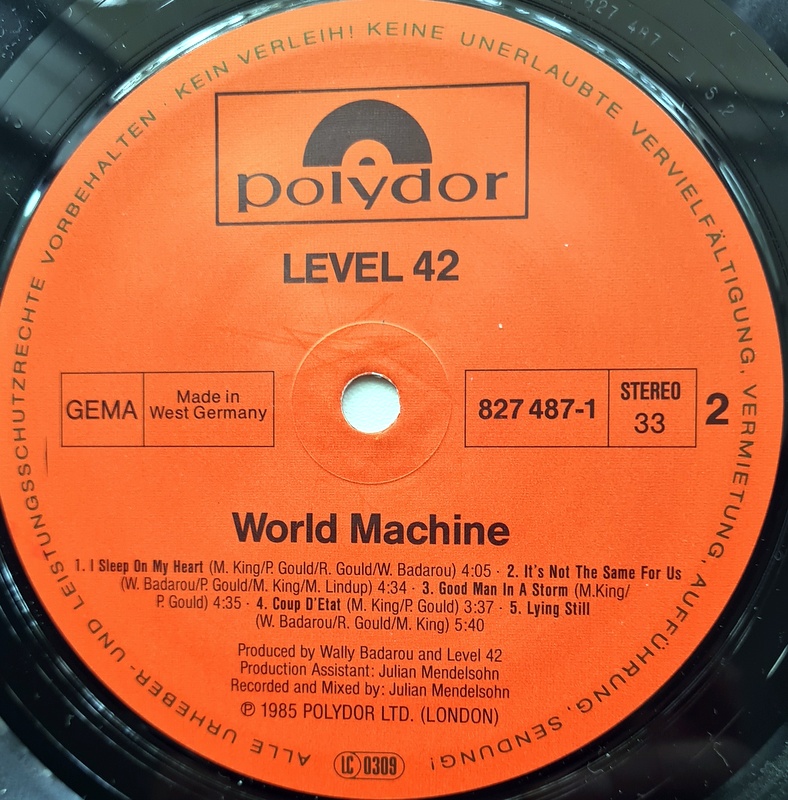 ALLE URHEBER- UND LEISTUNGSSCHUTZRECHTE VORBEHALTEN · KEIN VERLEIH! KEINE UNERLAUBTE VERVIELFÄLTIGUNG, VERMIETUNG, AUFFÜHRUNG, SENDUNG!
827 487 - 1 S 2
polydor
LEVEL 42
GEMA
Made in
West Germany
827 487-1
STEREO
33
2
World Machine
1. I Sleep On My Heart (M. King/P. Gould/R. Gould/W. Badarou) 4:05 · 2. It's Not The Same For Us
(W. Badarou/P. Gould/M. King/M. Lindup) 4:34 · 3. Good Man In A Storm (M.King/
P. Gould) 4:35 · 4. Coup D'Etat (M. King/P. Gould) 3:37 · 5. Lying Still
(W. Badarou/R. Gould/M. King) 5:40
Produced by Wally Badarou and Level 42
Production Assistant: Julian Mendelsohn
Recorded and Mixed by: Julian Mendelsohn
℗ 1985 POLYDOR LTD. (LONDON)
LC 0309